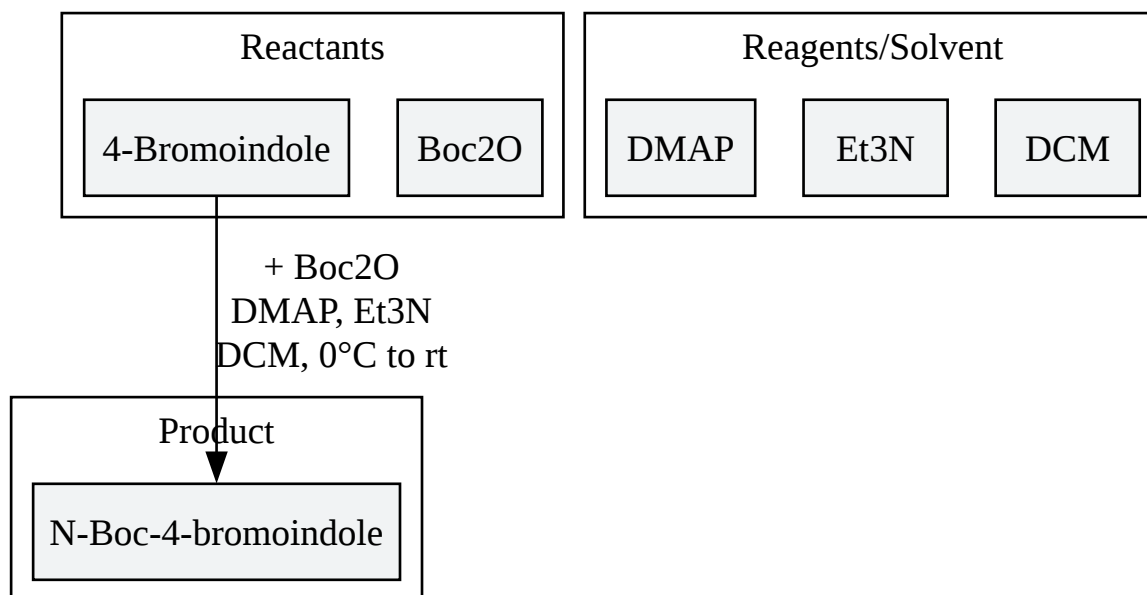 Reactants
4-Bromoindole
Boc2O
Reagents/Solvent
DMAP
Et3N
DCM
+ Boc2O
DMAP, Et3N
DCM, 0°C to rt
Product
N-Boc-4-bromoindole